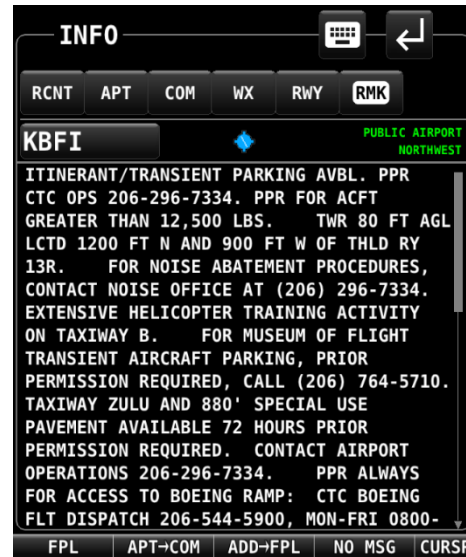 INFO
RCNT APT COM WX RWY RMK
KBFI
PUBLIC AIRPORT
NORTHWEST
ITINERANT/TRANSIENT PARKING AVBL. PPR
CTC OPS 206-296-7334. PPR FOR ACFT
GREATER THAN 12,500 LBS. TWR 80 FT AGL
LCTD 1200 FT N AND 900 FT W OF THLD RY
13R. FOR NOISE ABATEMENT PROCEDURES,
CONTACT NOISE OFFICE AT (206) 296-7334.
EXTENSIVE HELICOPTER TRAINING ACTIVITY
ON TAXIWAY B. FOR MUSEUM OF FLIGHT
TRANSIENT AIRCRAFT PARKING, PRIOR
PERMISSION REQUIRED, CALL (206) 764-5710.
TAXIWAY ZULU AND 880' SPECIAL USE
PAVEMENT AVAILABLE 72 HOURS PRIOR
PERMISSION REQUIRED. CONTACT AIRPORT
OPERATIONS 206-296-7334. PPR ALWAYS
FOR ACCESS TO BOEING RAMP: CTC BOEING
FLT DISPATCH 206-544-5900, MON-FRI 0800-
FPL APT→COM ADD→FPL NO MSG